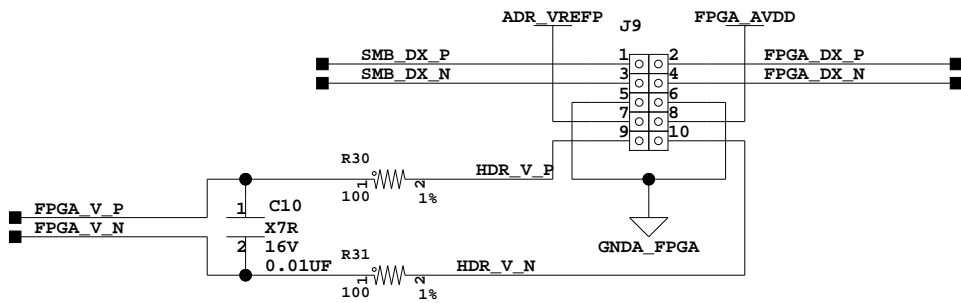 ADR_VREFP
FPGA_AVDD
J9
SMB_DX_P
1
2
FPGA_DX_P
SMB_DX_N
3
4
FPGA_DX_N
5
6
7
8
9
10
R30
HDR_V_P
1
2
100
1%
FPGA_V_P
1
C10
FPGA_V_N
X7R
GNDA_FPGA
2
16V
R31
0.01UF
HDR_V_N
1
2
100
1%